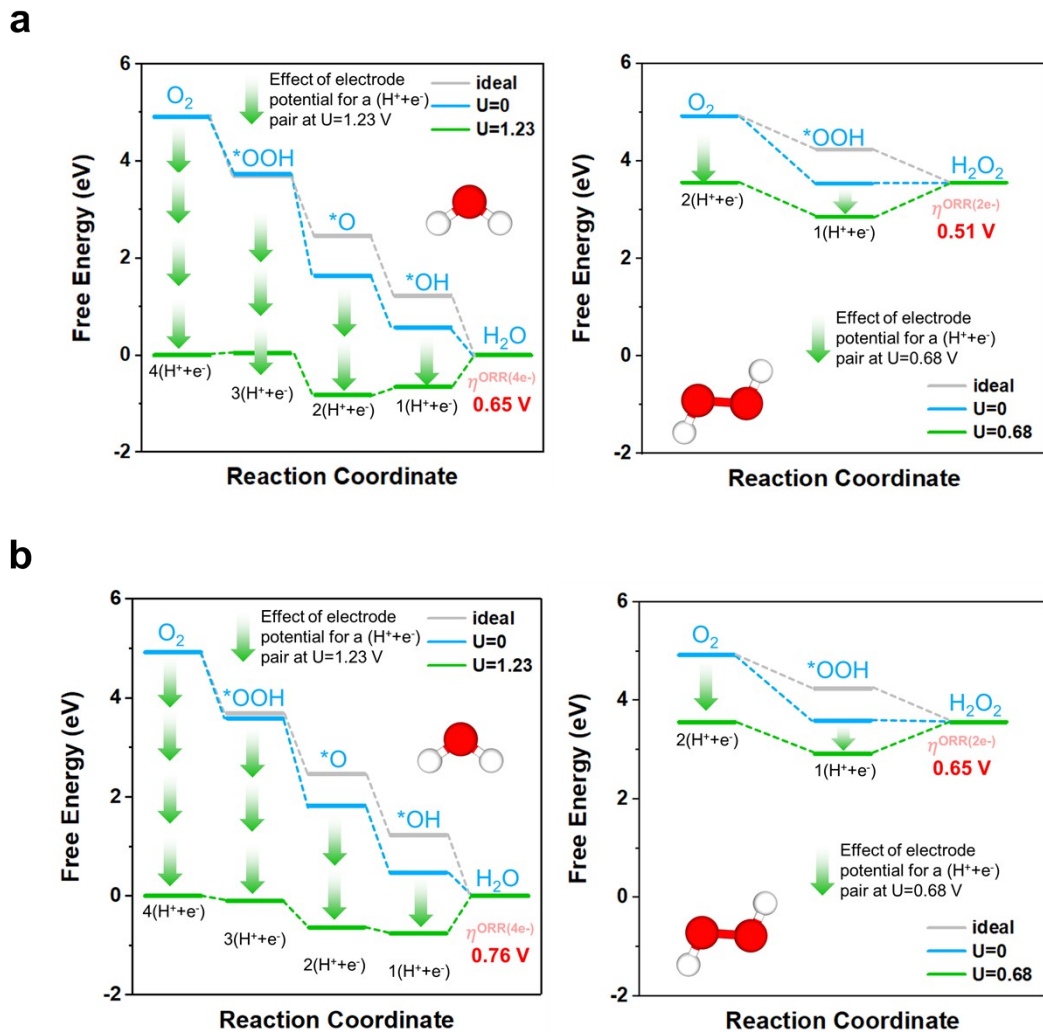 a
6
4
2
0
-2
Free Energy (eV)
Reaction Coordinate
Effect of electrode
potential for a (H⁺+e⁻)
pair at U=1.23 V
ideal
U=0
U=1.23
O₂
*OOH
*O
*OH
H₂O
4(H⁺+e⁻)
3(H⁺+e⁻)
2(H⁺+e⁻)
1(H⁺+e⁻)
η^ORR(4e-)
0.65 V
6
4
2
0
-2
Free Energy (eV)
Reaction Coordinate
O₂
*OOH
H₂O₂
2(H⁺+e⁻)
1(H⁺+e⁻)
η^ORR(2e-)
0.51 V
Effect of electrode
potential for a (H⁺+e⁻)
pair at U=0.68 V
ideal
U=0
U=0.68
b
6
4
2
0
-2
Free Energy (eV)
Reaction Coordinate
Effect of electrode
potential for a (H⁺+e⁻)
pair at U=1.23 V
ideal
U=0
U=1.23
O₂
*OOH
*O
*OH
H₂O
4(H⁺+e⁻)
3(H⁺+e⁻)
2(H⁺+e⁻)
1(H⁺+e⁻)
η^ORR(4e-)
0.76 V
6
4
2
0
-2
Free Energy (eV)
Reaction Coordinate
O₂
*OOH
H₂O₂
2(H⁺+e⁻)
1(H⁺+e⁻)
η^ORR(2e-)
0.65 V
Effect of electrode
potential for a (H⁺+e⁻)
pair at U=0.68 V
ideal
U=0
U=0.68